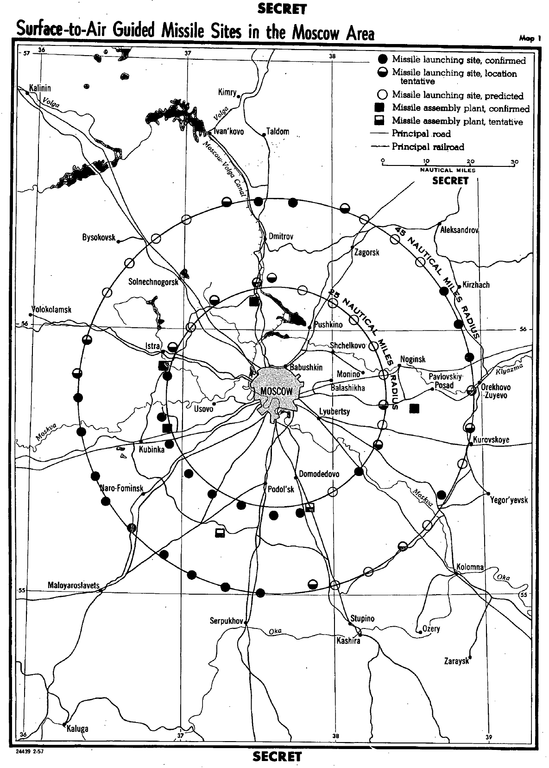 SECRET
Surface-to-Air Guided Missile Sites in the Moscow Area
Map 1
Missile launching site, confirmed
Missile launching site, location tentative
Missile launching site, predicted
Missile assembly plant, confirmed
Missile assembly plant, tentative
Principal road
Principal railroad
0 10 20 30
NAUTICAL MILES
SECRET
57
36
37
38
Kalinin
Volga
Kimry
Volga
Ivan'kovo
Taldom
Moscow-Volga Canal
Bysokovsk
Dmitrov
Zagorsk
Aleksandrov
45 NAUTICAL MILES RADIUS
Solnechnogorsk
Kirzhach
25 NAUTICAL MILES RADIUS
Volokolamsk
56
56
Pushkino
Istra
Shchelkovo
Noginsk
Klyazma
Babushkin
Monino
Pavlovskiy-Posad
Orekhovo Zuyevo
MOSCOW
Balashikha
Usovo
Lyubertsy
Moskva
Kubinka
Kurovskoye
Domodedovo
Naro-Fominsk
Podol'sk
Moskva
Yegor'yevsk
Kolomna
Oka
Maloyaroslavets
55
55
Serpukhov
Stupino
Oka
Kashira
Ozery
Zaraysk
Kaluga
36
37
38
39
24439 2-57
SECRET